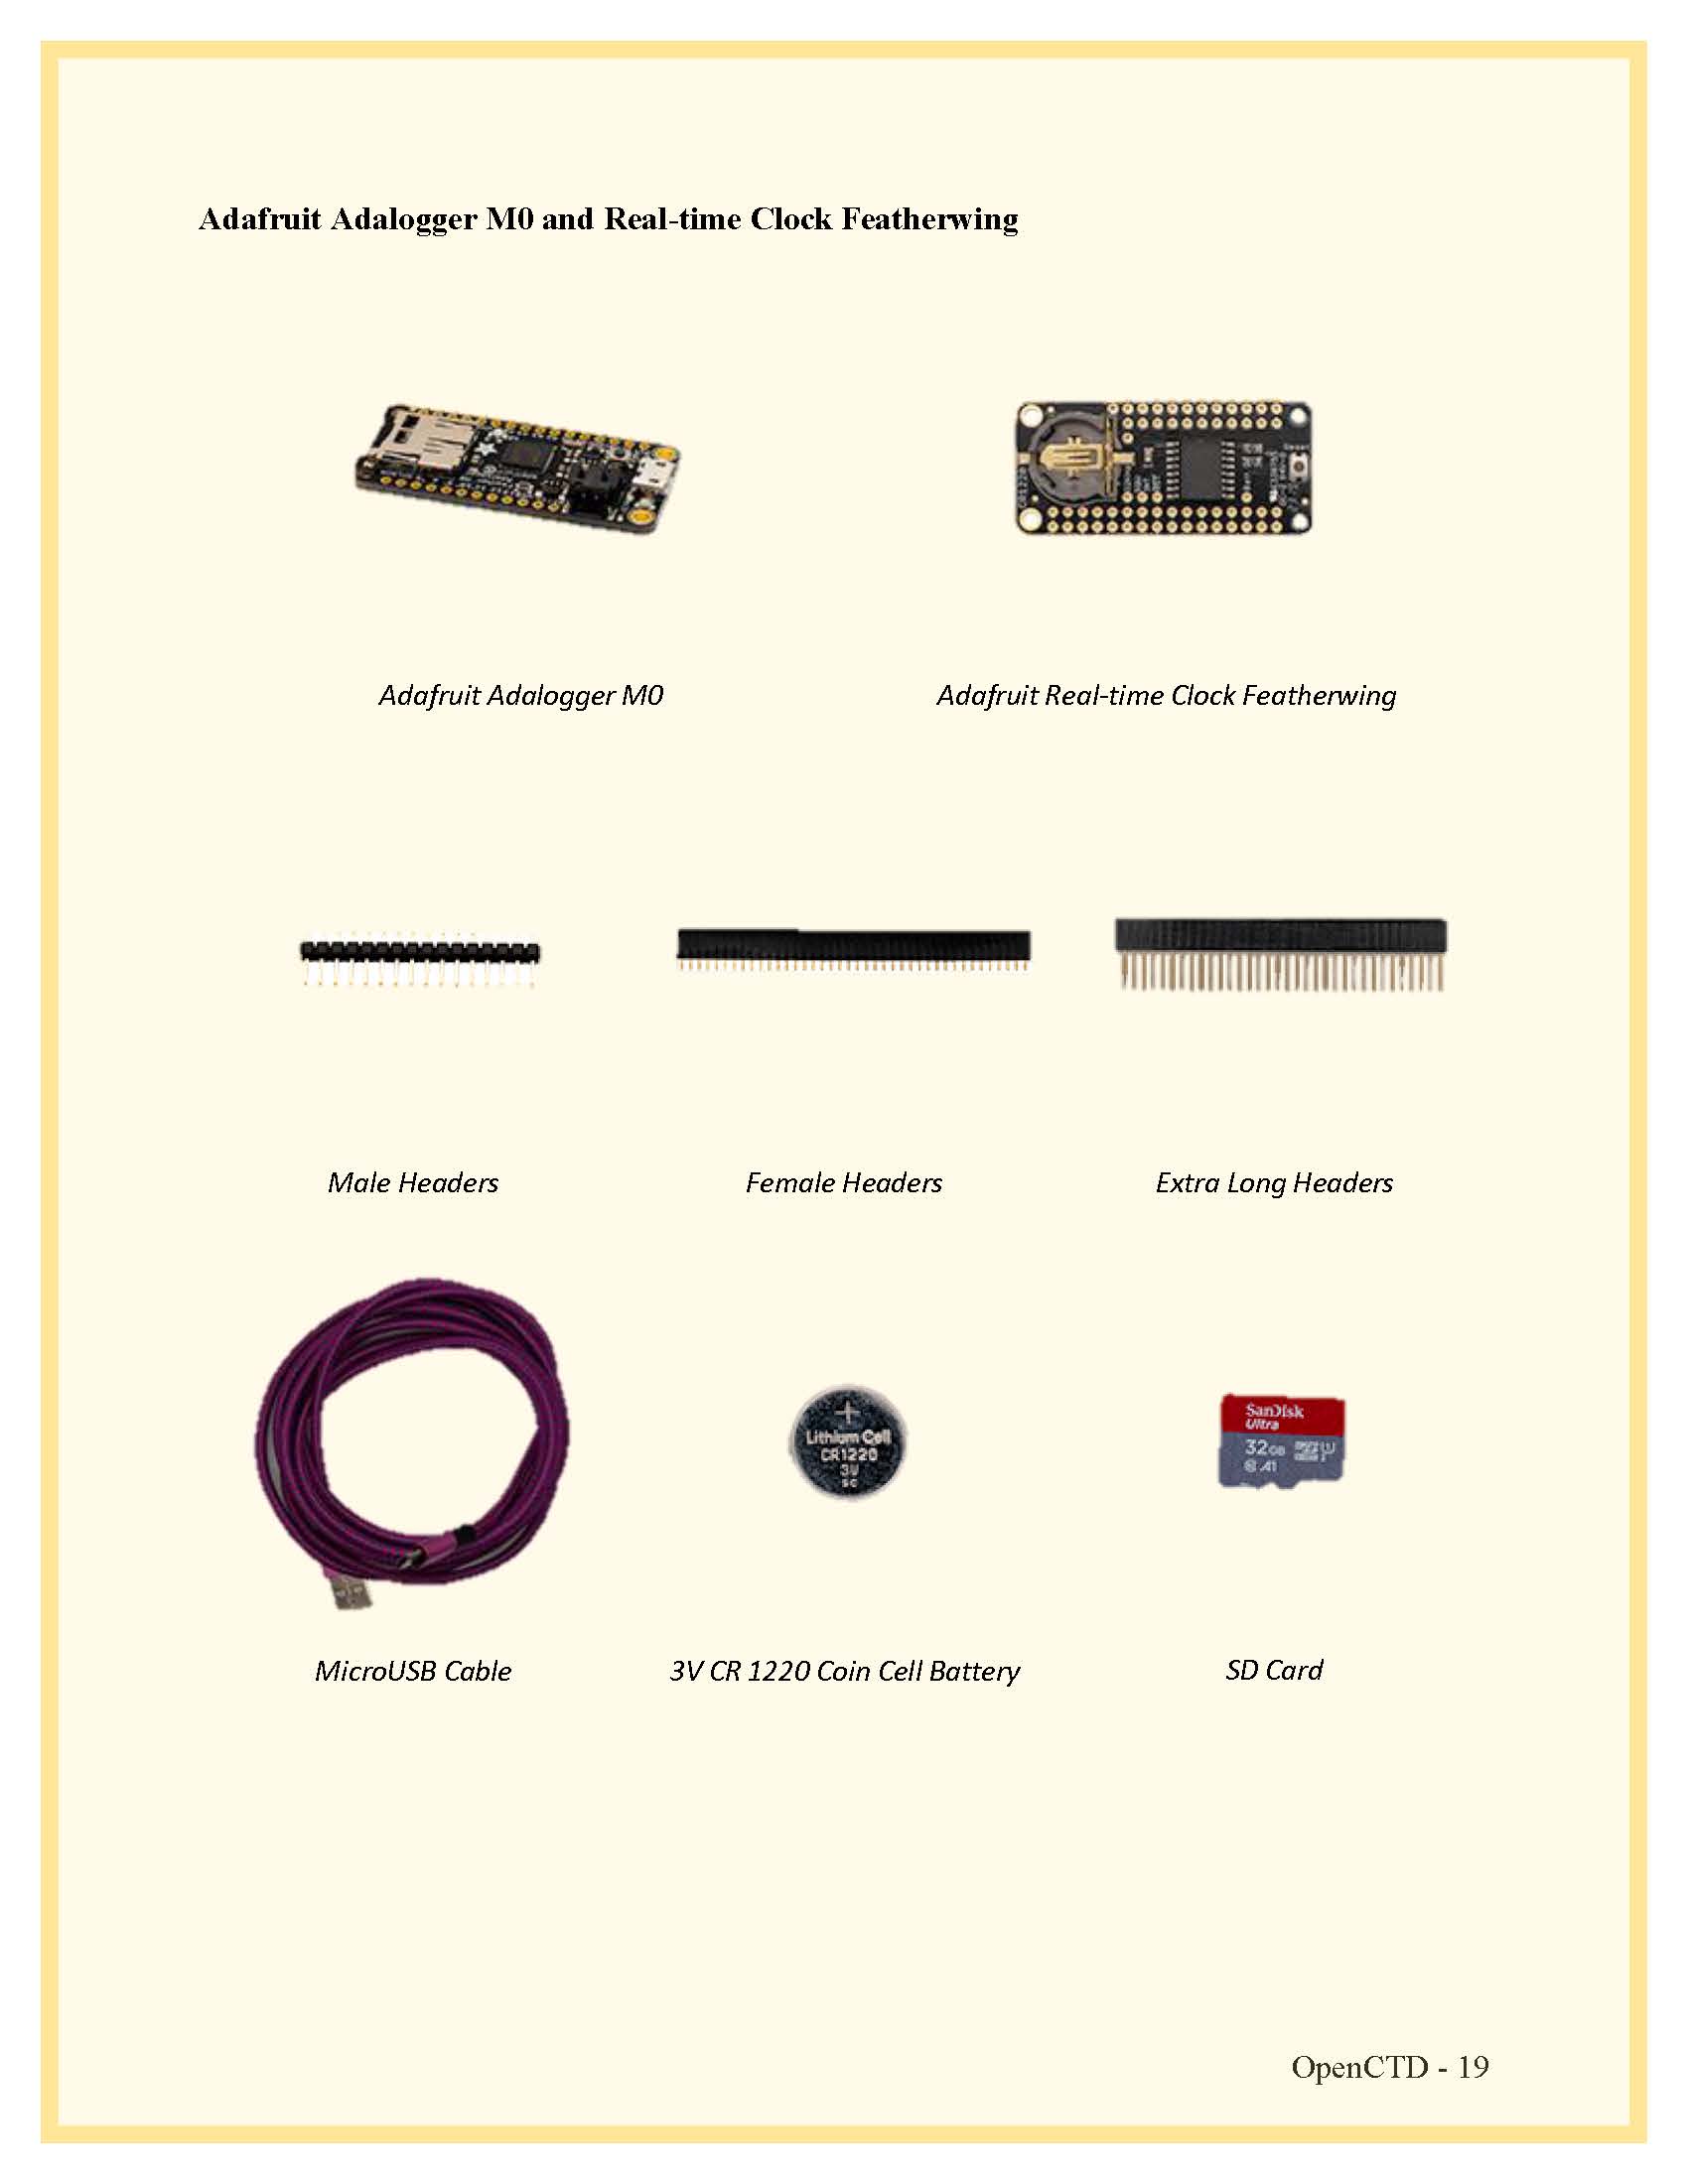 Adafruit Adalogger M0 and Real-time Clock Featherwing
Adafruit Adalogger M0
Adafruit Real-time Clock Featherwing
Male Headers
Female Headers
Extra Long Headers
+
Lithium Cell
CR1220
3V
SanDisk
Ultra
32GB
A1
MicroUSB Cable
3V CR 1220 Coin Cell Battery
SD Card
OpenCTD - 19